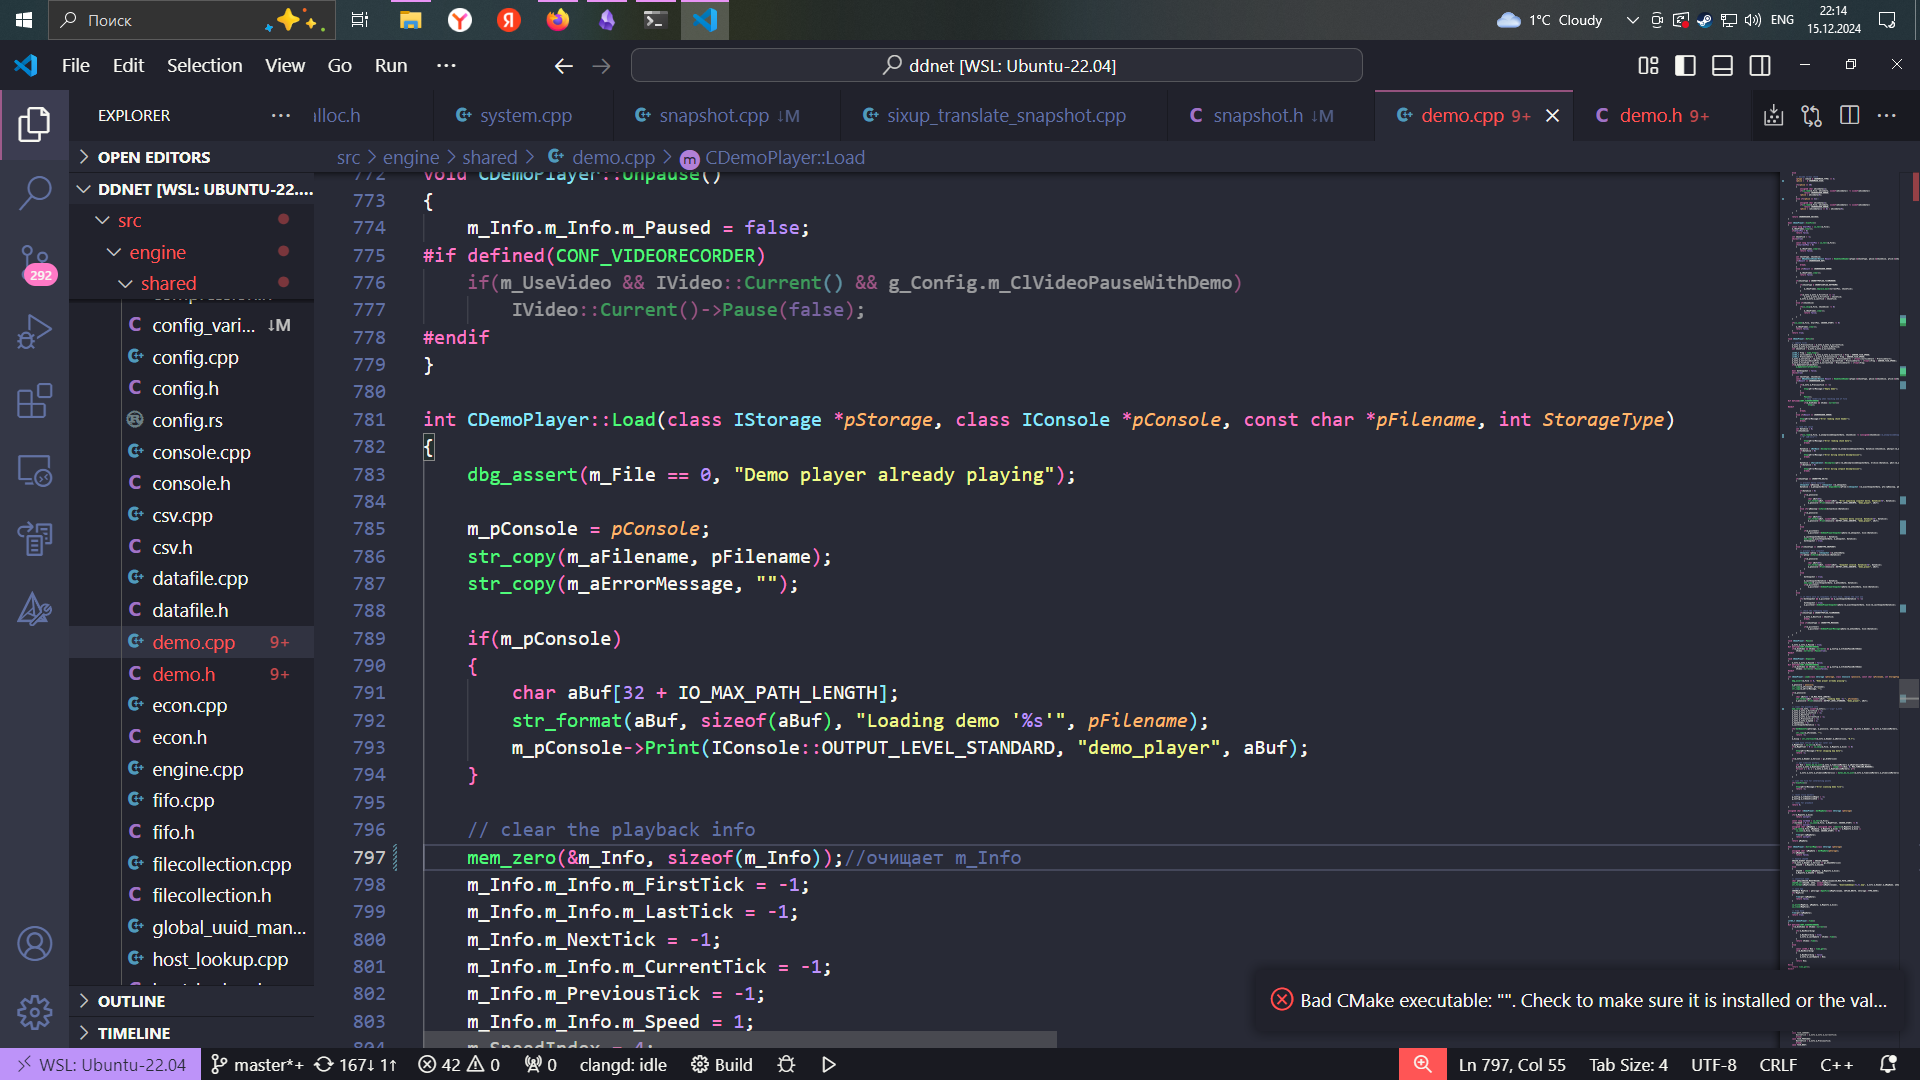 Поиск
1°C Cloudy
ENG
22:14
15.12.2024
File Edit Selection View Go Run ···
ddnet [WSL: Ubuntu-22.04]
EXPLORER
system.cpp
snapshot.cpp ↓M
sixup_translate_snapshot.cpp
snapshot.h ↓M
demo.cpp 9+
demo.h 9+
OPEN EDITORS
src > engine > shared > demo.cpp > CDemoPlayer::Load
DDNET [WSL: UBUNTU-22....
src
engine
shared
config_vari... ↓M
config.cpp
config.h
config.rs
console.cpp
console.h
csv.cpp
csv.h
datafile.cpp
datafile.h
demo.cpp 9+
demo.h 9+
econ.cpp
econ.h
engine.cpp
fifo.cpp
fifo.h
filecollection.cpp
filecollection.h
global_uuid_man...
host_lookup.cpp
OUTLINE
TIMELINE
292
772 void CDemoPlayer::Unpause()
773 {
774 m_Info.m_Info.m_Paused = false;
775 #if defined(CONF_VIDEORECORDER)
776 if(m_UseVideo && IVideo::Current() && g_Config.m_ClVideoPauseWithDemo)
777 IVideo::Current()->Pause(false);
778 #endif
779 }
780
781 int CDemoPlayer::Load(class IStorage *pStorage, class IConsole *pConsole, const char *pFilename, int StorageType)
782 {
783 dbg_assert(m_File == 0, "Demo player already playing");
784
785 m_pConsole = pConsole;
786 str_copy(m_aFilename, pFilename);
787 str_copy(m_aErrorMessage, "");
788
789 if(m_pConsole)
790 {
791 char aBuf[32 + IO_MAX_PATH_LENGTH];
792 str_format(aBuf, sizeof(aBuf), "Loading demo '%s'", pFilename);
793 m_pConsole->Print(IConsole::OUTPUT_LEVEL_STANDARD, "demo_player", aBuf);
794 }
795
796 // clear the playback info
797 mem_zero(&m_Info, sizeof(m_Info));//очищает m_Info
798 m_Info.m_Info.m_FirstTick = -1;
799 m_Info.m_Info.m_LastTick = -1;
800 m_Info.m_NextTick = -1;
801 m_Info.m_Info.m_CurrentTick = -1;
802 m_Info.m_PreviousTick = -1;
803 m_Info.m_Info.m_Speed = 1;
804 m_SpeedIndex = 4;
Bad CMake executable: "". Check to make sure it is installed or the val...
WSL: Ubuntu-22.04 master*+ 167↓ 1↑ 42 0 0 clangd: idle Build
Ln 797, Col 55 Tab Size: 4 UTF-8 CRLF C++